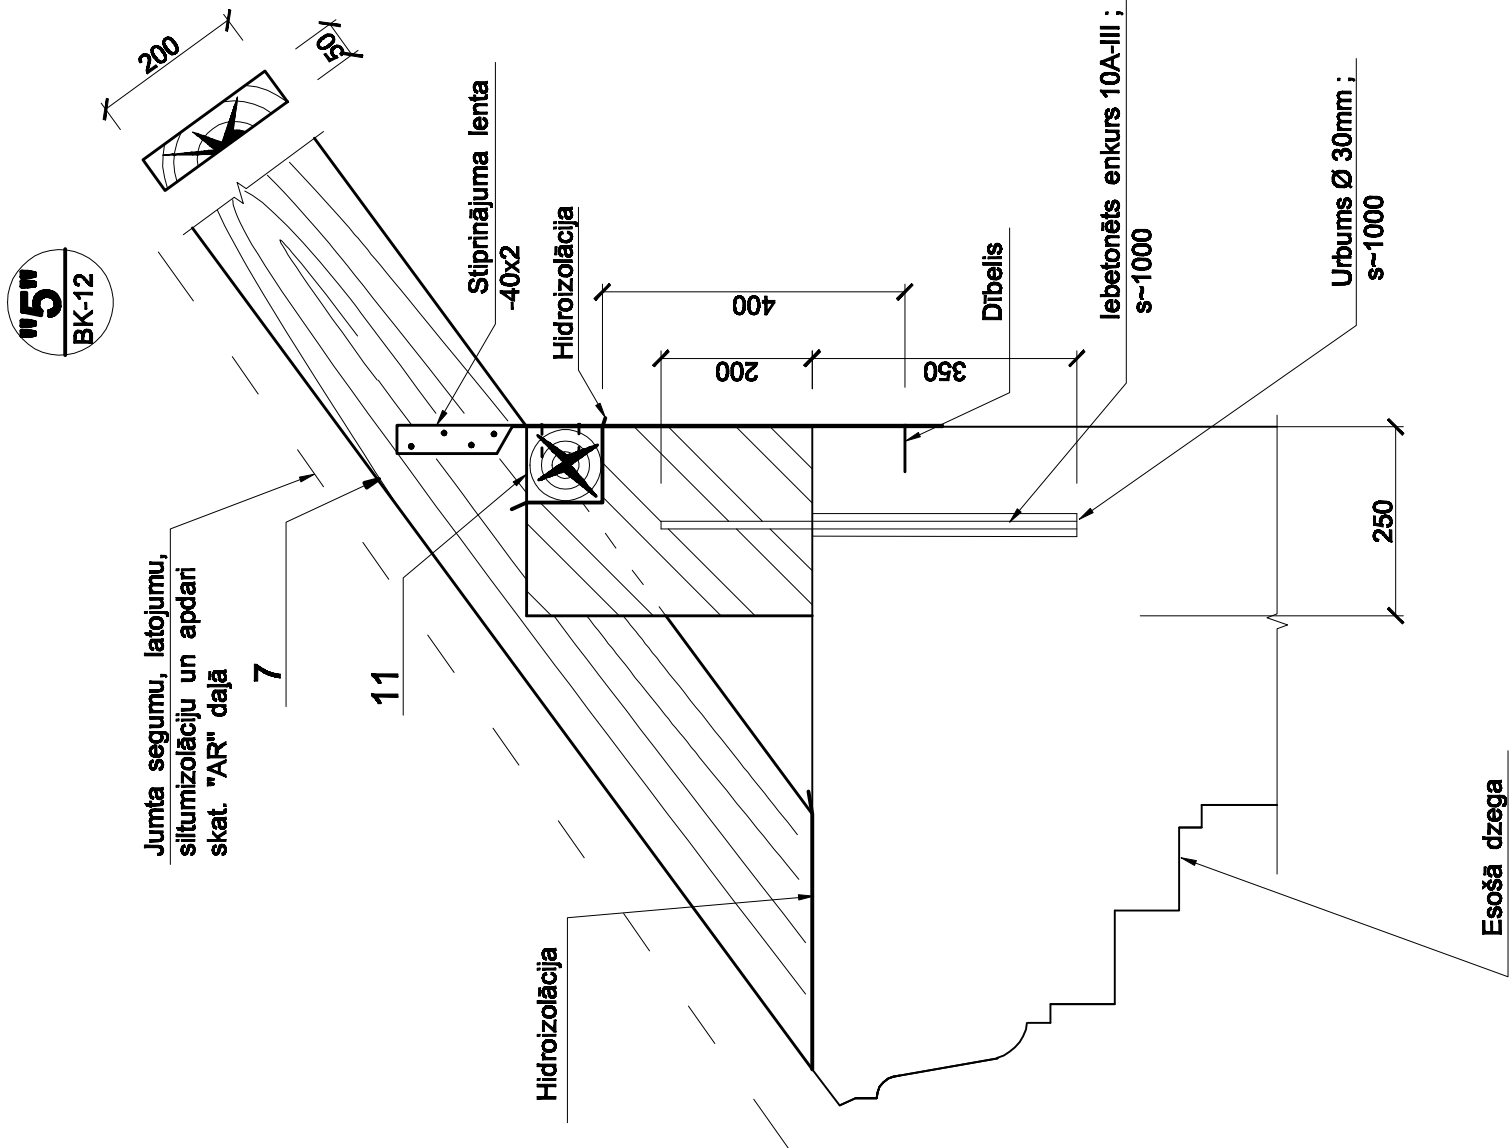 "5"
BK-12
200
50
Stiprinājuma lenta
-40x2
Hidroizolācija
400
200
350
Dībelis
Iebetonēts enkurs 10A-III ;
s~1000
Urbums Ø 30mm ;
s~1000
250
Jumta segumu, latojumu,
siltumizolāciju un apdari
skat. "AR" daļā
7
11
Hidroizolācija
Esošā dzega